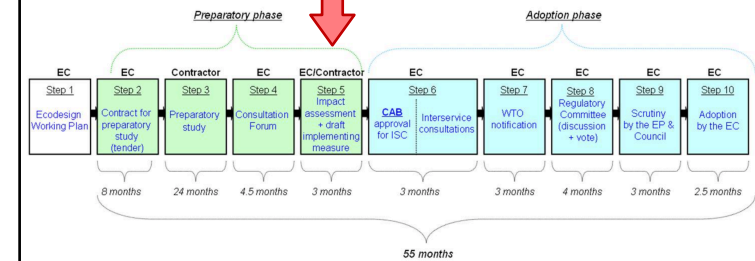 Preparatory phase
Adoption phase
EC
EC
Contractor
EC
EC/Contractor
EC
EC
EC
EC
EC
Step 1
Ecodesign
Working Plan
Step 2
Contract for
preparatory
study
(tender)
Step 3
Preparatory
study
Step 4
Consultation
Forum
Step 5
Impact
assessment
+ draft
implementing
measure
Step 6
CAB
approval
for ISC
Interservice
consultations
Step 7
WTO
notification
Step 8
Regulatory
Committee
(discussion
+ vote)
Step 9
Scrutiny
by the EP &
Council
Step 10
Adoption
by the EC
8 months
24 months
4.5 months
3 months
3 months
3 months
4 months
3 months
2.5 months
55 months